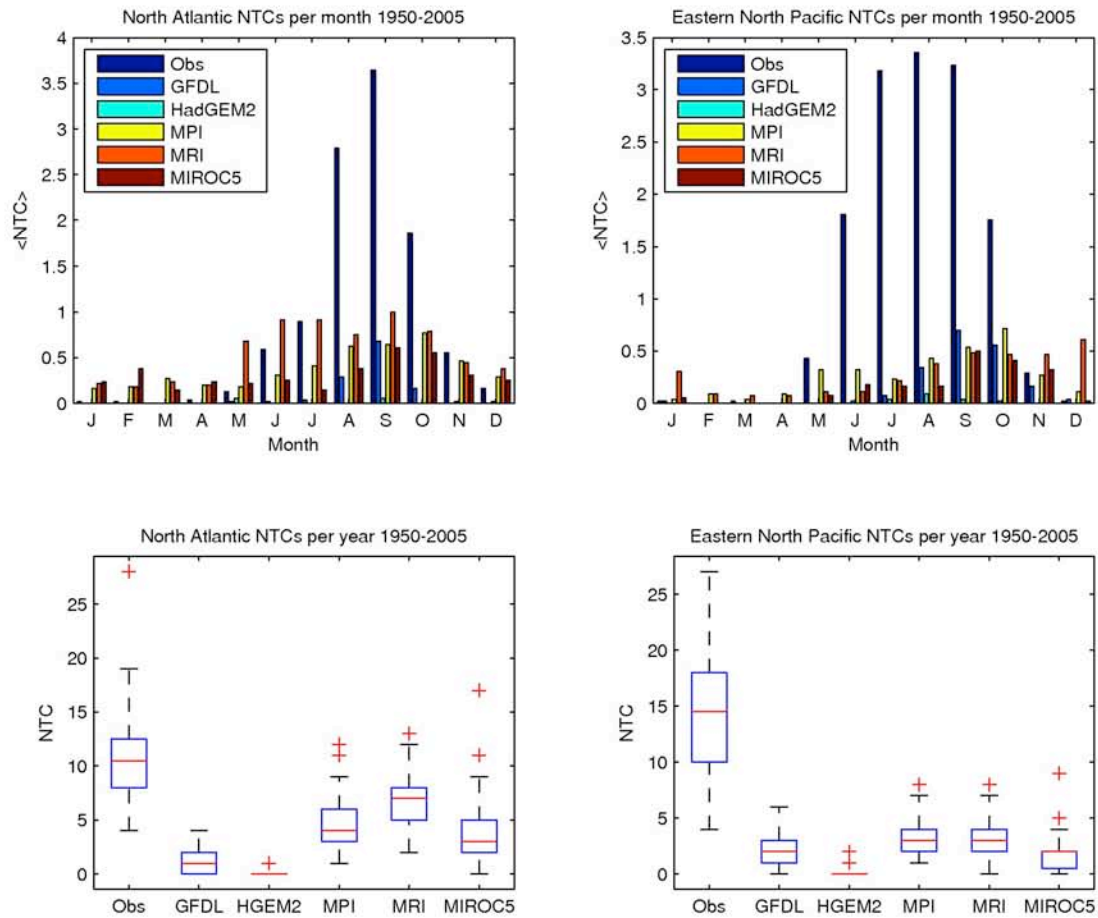 North Atlantic NTCs per month 1950-2005
4
3.5
3
2.5
2
1.5
1
0.5
0
<NTC>
Obs
GFDL
HadGEM2
MPI
MRI
MIROC5
J F M A M J J A S O N D
Month
Eastern North Pacific NTCs per month 1950-2005
3.5
3
2.5
2
1.5
1
0.5
0
<NTC>
Obs
GFDL
HadGEM2
MPI
MRI
MIROC5
J F M A M J J A S O N D
Month
North Atlantic NTCs per year 1950-2005
25
20
15
10
5
0
NTC
Obs GFDL HGEM2 MPI MRI MIROC5
Eastern North Pacific NTCs per year 1950-2005
25
20
15
10
5
0
NTC
Obs GFDL HGEM2 MPI MRI MIROC5